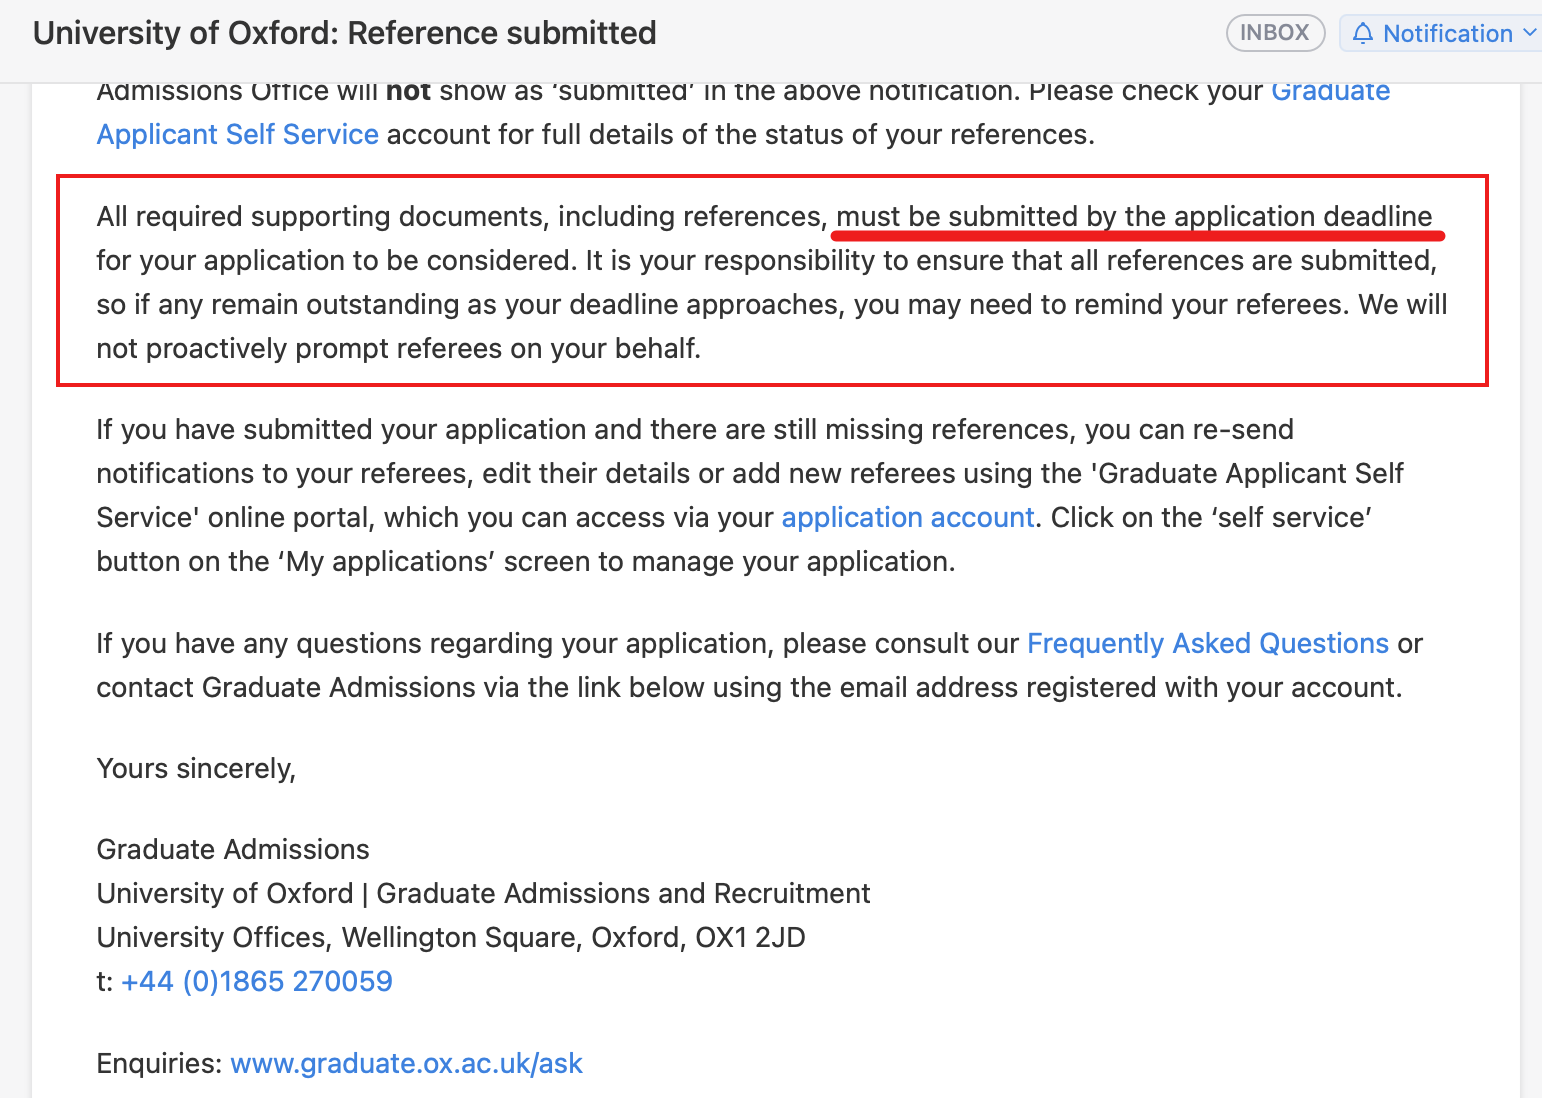 University of Oxford: Reference submitted
INBOX
Notification
Admissions Office will not show as ‘submitted’ in the above notification. Please check your Graduate
Applicant Self Service account for full details of the status of your references.
All required supporting documents, including references, must be submitted by the application deadline
for your application to be considered. It is your responsibility to ensure that all references are submitted,
so if any remain outstanding as your deadline approaches, you may need to remind your referees. We will
not proactively prompt referees on your behalf.
If you have submitted your application and there are still missing references, you can re-send
notifications to your referees, edit their details or add new referees using the 'Graduate Applicant Self
Service' online portal, which you can access via your application account. Click on the ‘self service’
button on the ‘My applications’ screen to manage your application.
If you have any questions regarding your application, please consult our Frequently Asked Questions or
contact Graduate Admissions via the link below using the email address registered with your account.
Yours sincerely,
Graduate Admissions
University of Oxford | Graduate Admissions and Recruitment
University Offices, Wellington Square, Oxford, OX1 2JD
t: +44 (0)1865 270059
Enquiries: www.graduate.ox.ac.uk/ask